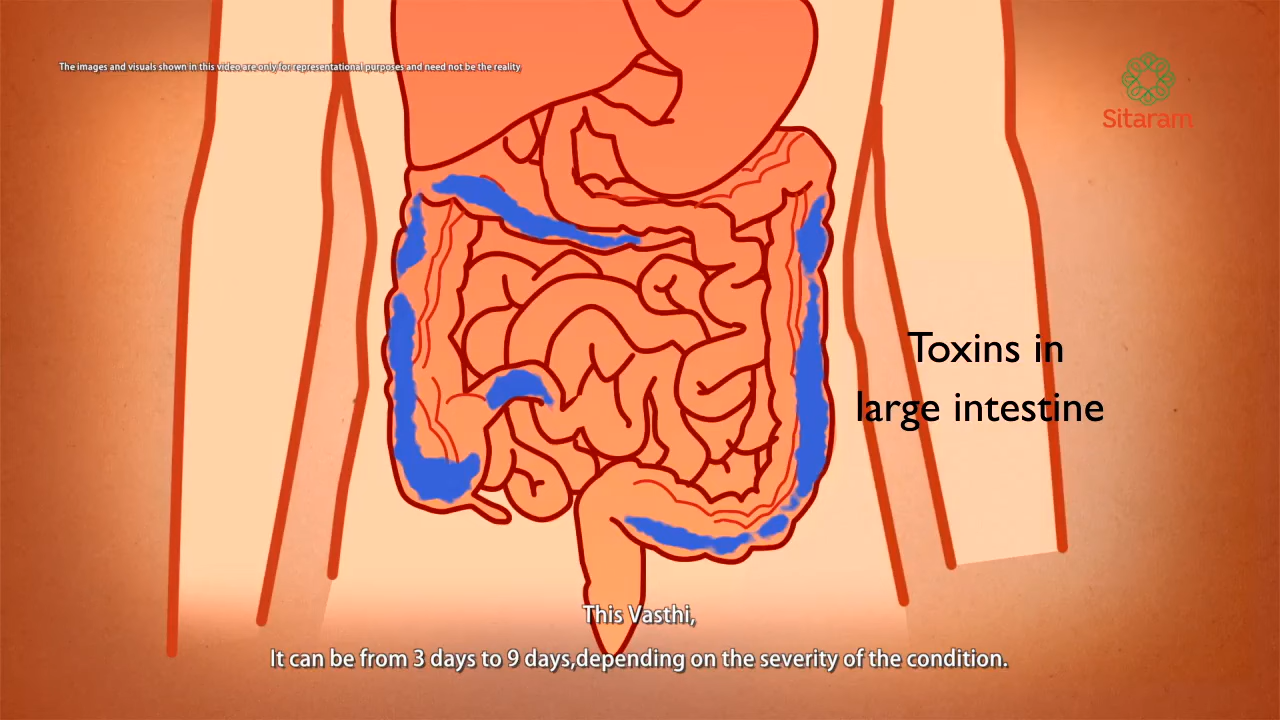 The images and visuals shown in this video are only for representational purposes and need not be the reality
Sitaram
Toxins in
large intestine
This Vasthi,
It can be from 3 days to 9 days,depending on the severity of the condition.